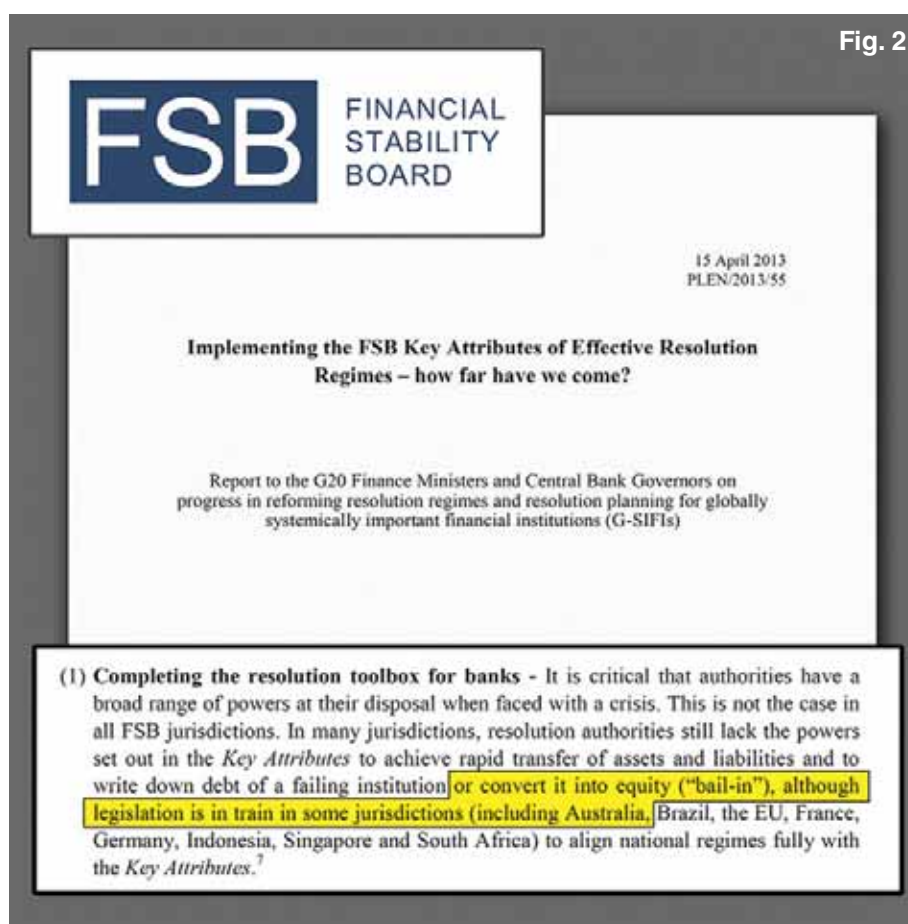 Fig. 2
FSB
FINANCIAL
STABILITY
BOARD
15 April 2013
PLEN/2013/55
Implementing the FSB Key Attributes of Effective Resolution
Regimes – how far have we come?
Report to the G20 Finance Ministers and Central Bank Governors on
progress in reforming resolution regimes and resolution planning for globally
systemically important financial institutions (G-SIFIs)
(1) Completing the resolution toolbox for banks - It is critical that authorities have a
broad range of powers at their disposal when faced with a crisis. This is not the case in
all FSB jurisdictions. In many jurisdictions, resolution authorities still lack the powers
set out in the Key Attributes to achieve rapid transfer of assets and liabilities and to
write down debt of a failing institution or convert it into equity (“bail-in”), although
legislation is in train in some jurisdictions (including Australia, Brazil, the EU, France,
Germany, Indonesia, Singapore and South Africa) to align national regimes fully with
the Key Attributes.7